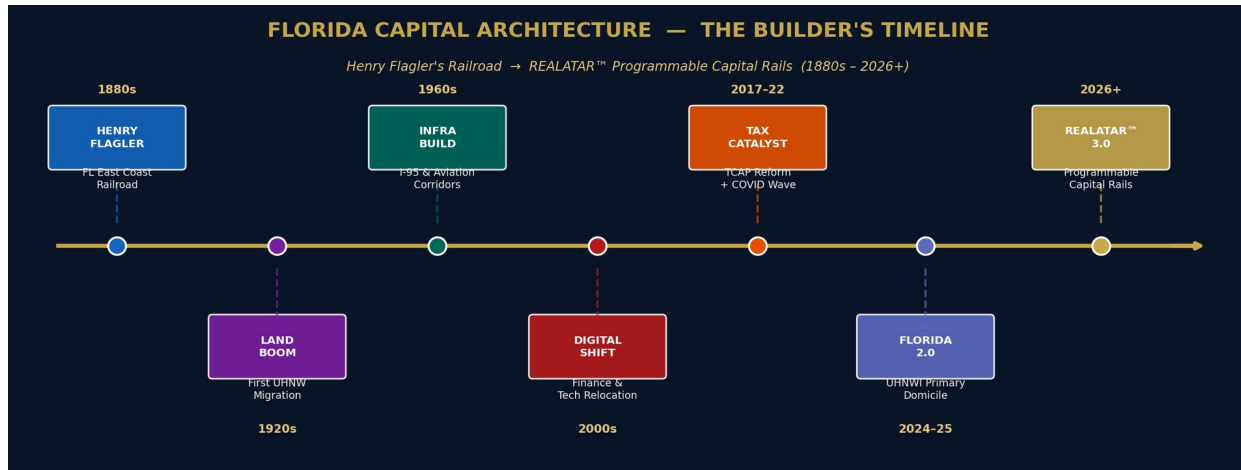 FLORIDA CAPITAL ARCHITECTURE — THE BUILDER'S TIMELINE
Henry Flagler's Railroad → REALATAR™ Programmable Capital Rails (1880s – 2026+)
1880s
HENRY
FLAGLER
FL East Coast
Railroad
1960s
INFRA
BUILD
I-95 & Aviation
Corridors
2017–22
TAX
CATALYST
TCAP Reform
+ COVID Wave
2026+
REALATAR™
3.0
Programmable
Capital Rails
LAND
BOOM
First UHNW
Migration
1920s
DIGITAL
SHIFT
Finance &
Tech Relocation
2000s
FLORIDA
2.0
UHNWI Primary
Domicile
2024–25